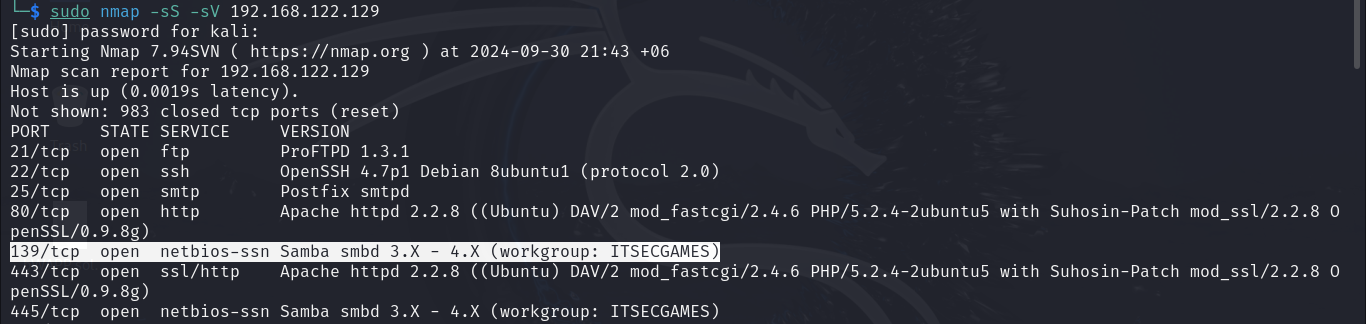 └─$ sudo nmap -sS -sV 192.168.122.129
[sudo] password for kali:
Starting Nmap 7.94SVN ( https://nmap.org ) at 2024-09-30 21:43 +06
Nmap scan report for 192.168.122.129
Host is up (0.0019s latency).
Not shown: 983 closed tcp ports (reset)
PORT    STATE SERVICE     VERSION
21/tcp  open  ftp         ProFTPD 1.3.1
22/tcp  open  ssh         OpenSSH 4.7p1 Debian 8ubuntu1 (protocol 2.0)
25/tcp  open  smtp        Postfix smtpd
80/tcp  open  http        Apache httpd 2.2.8 ((Ubuntu) DAV/2 mod_fastcgi/2.4.6 PHP/5.2.4-2ubuntu5 with Suhosin-Patch mod_ssl/2.2.8 O
penSSL/0.9.8g)
139/tcp open  netbios-ssn Samba smbd 3.X - 4.X (workgroup: ITSECGAMES)
443/tcp open  ssl/http    Apache httpd 2.2.8 ((Ubuntu) DAV/2 mod_fastcgi/2.4.6 PHP/5.2.4-2ubuntu5 with Suhosin-Patch mod_ssl/2.2.8 O
penSSL/0.9.8g)
445/tcp open  netbios-ssn Samba smbd 3.X - 4.X (workgroup: ITSECGAMES)